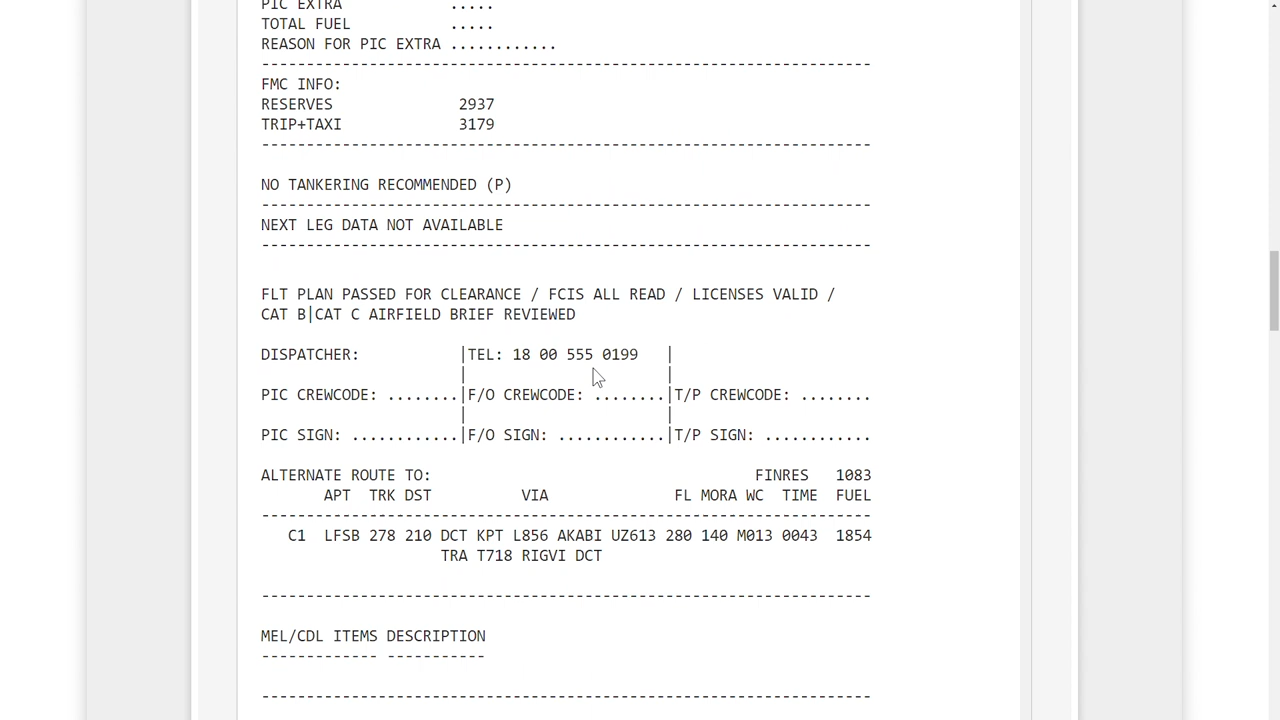 PIC EXTRA            .....
TOTAL FUEL           .....
REASON FOR PIC EXTRA ............
--------------------------------------------------------------------
FMC INFO:
RESERVES              2937
TRIP+TAXI             3179
--------------------------------------------------------------------
NO TANKERING RECOMMENDED (P)
--------------------------------------------------------------------
NEXT LEG DATA NOT AVAILABLE
--------------------------------------------------------------------
FLT PLAN PASSED FOR CLEARANCE / FCIS ALL READ / LICENSES VALID /
CAT B|CAT C AIRFIELD BRIEF REVIEWED
DISPATCHER:           |TEL: 18 00 555 0199   |
                      |                      |
PIC CREWCODE: ........|F/O CREWCODE: ........|T/P CREWCODE: ........
                      |                      |
PIC SIGN: ............|F/O SIGN: ............|T/P SIGN: ............
ALTERNATE ROUTE TO:                                    FINRES   1083
       APT  TRK DST          VIA              FL MORA WC  TIME  FUEL
--------------------------------------------------------------------
   C1  LFSB 278 210 DCT KPT L856 AKABI UZ613 280 140 M013 0043  1854
                    TRA T718 RIGVI DCT
--------------------------------------------------------------------
MEL/CDL ITEMS DESCRIPTION
------------- -----------
--------------------------------------------------------------------